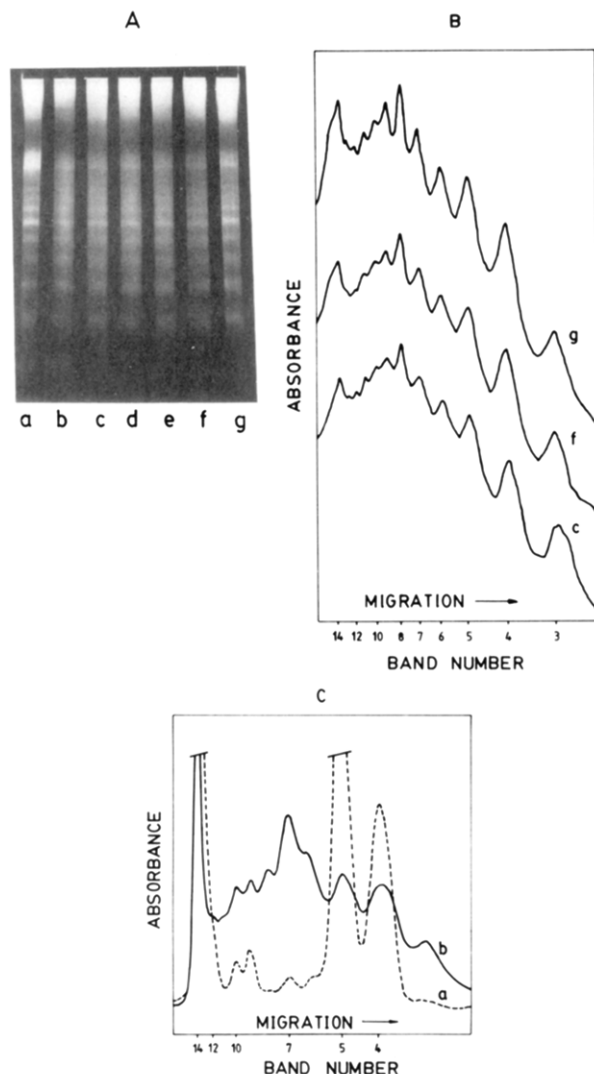 A
a b c d e f g
B
ABSORBANCE
g
f
c
MIGRATION
14 12 10 8 7 6 5 4 3
BAND NUMBER
C
ABSORBANCE
b
a
MIGRATION
14 12 10 7 5 4
BAND NUMBER